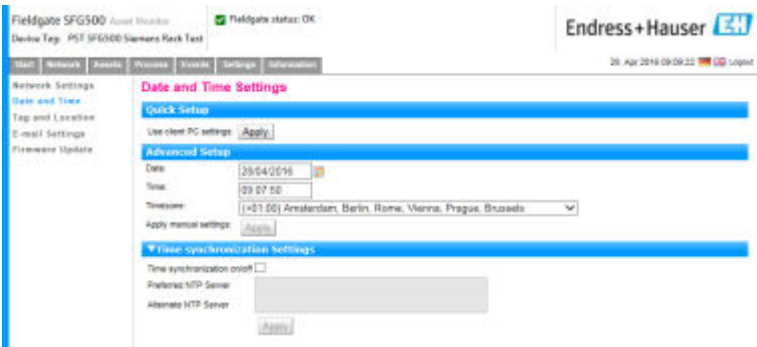 Fieldgate SFG500 Asset Monitor
Fieldgate status: OK
Device Tag: PST SFG500 Siemens Rack Test
Endress+Hauser EH
Start Network Assets Process Events Settings Information
28. Apr 2016 09:09:22 Logout
Network Settings
Date and Time
Tag and Location
E-mail Settings
Firmware Update
Date and Time Settings
Quick Setup
Use client PC settings: Apply
Advanced Setup
Date: 28/04/2016
Time: 09:07:50
Timezone: (+01:00) Amsterdam, Berlin, Rome, Vienna, Prague, Brussels
Apply manual settings: Apply
▼Time synchronization Settings
Time synchronization on/off
Preferred NTP Server
Alternate NTP Server
Apply